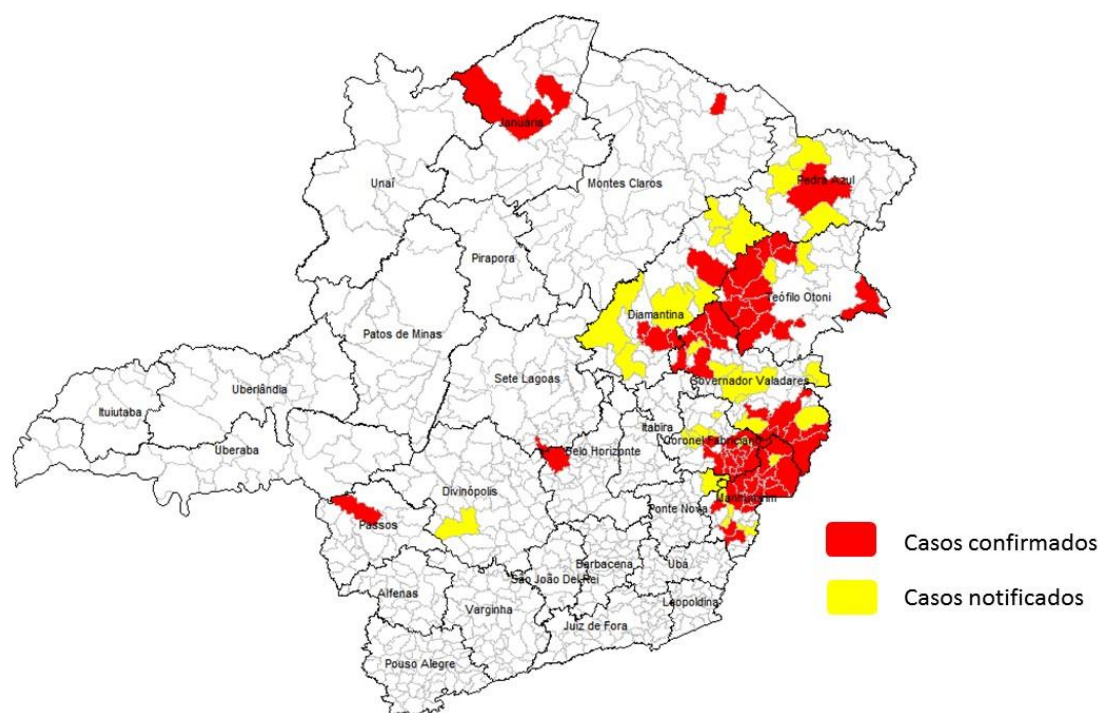 Januária
Pedra Azul
Unaí
Montes Claros
Pirapora
Teófilo Otoni
Diamantina
Patos de Minas
Sete Lagoas
Governador Valadares
Uberlândia
Ituiutaba
Itabira
Coronel Fabriciano
Uberaba
Belo Horizonte
Divinópolis
Manhumirim
Ponte Nova
Passos
Casos confirmados
Barbacena
Ubá
São João Del Rei
Alfenas
Casos notificados
Leopoldina
Varginha
Juiz de Fora
Pouso Alegre